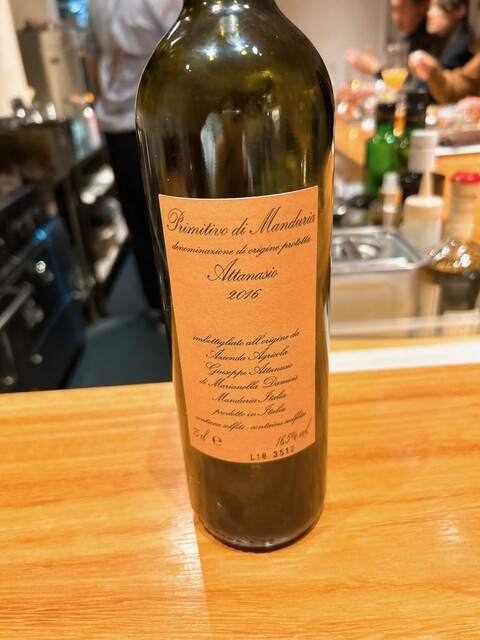 Primitivo di Manduria
denominazione di origine protetta
Attanasio
2016
imbottigliato all'origine da
Azienda Agricola
Giuseppe Attanasio
di Marianella Damicis
Manduria Italia
prodotto in Italia
contiene solfiti - contains sulfites
75 cl e 16,5% vol
L18 3512